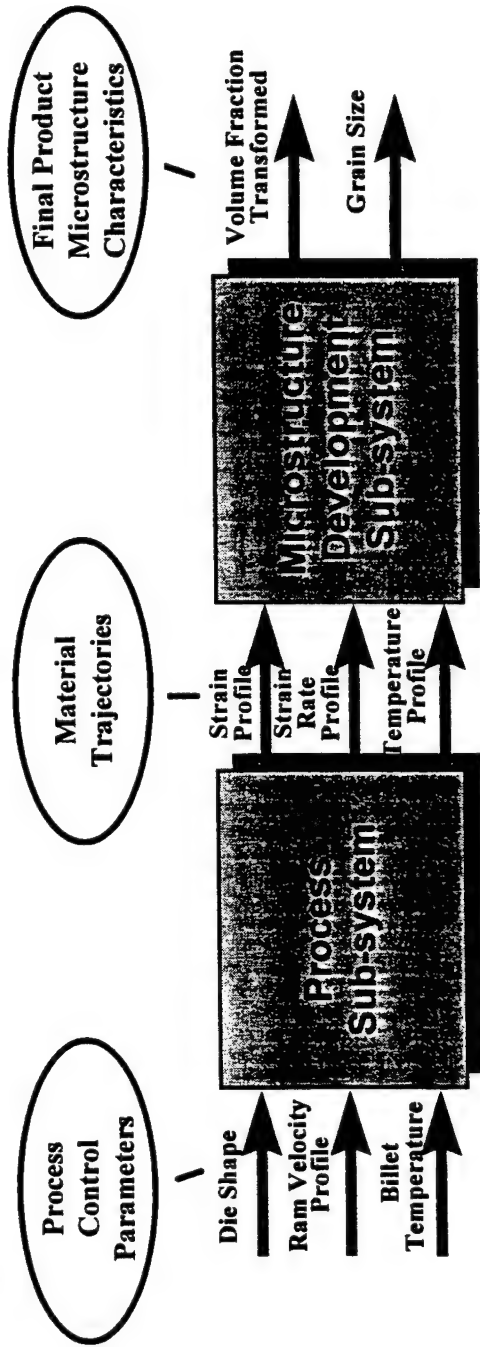 Process
Control
Parameters
Material
Trajectories
Final Product
Microstructure
Characteristics
Die Shape
Ram Velocity
Profile
Billet
Temperature
Process
Sub-system
Strain
Profile
Strain
Rate
Profile
Temperature
Profile
Microstructure
Development
Sub-system
Volume Fraction
Transformed
Grain Size